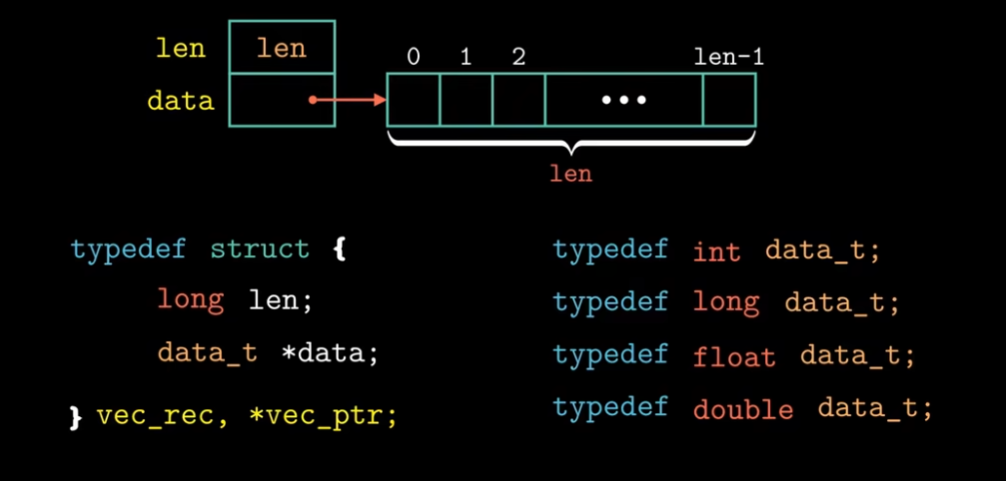 len len
0 1 2 len-1
data
len
typedef struct {
long len;
data_t *data;
} vec_rec, *vec_ptr;
typedef int data_t;
typedef long data_t;
typedef float data_t;
typedef double data_t;